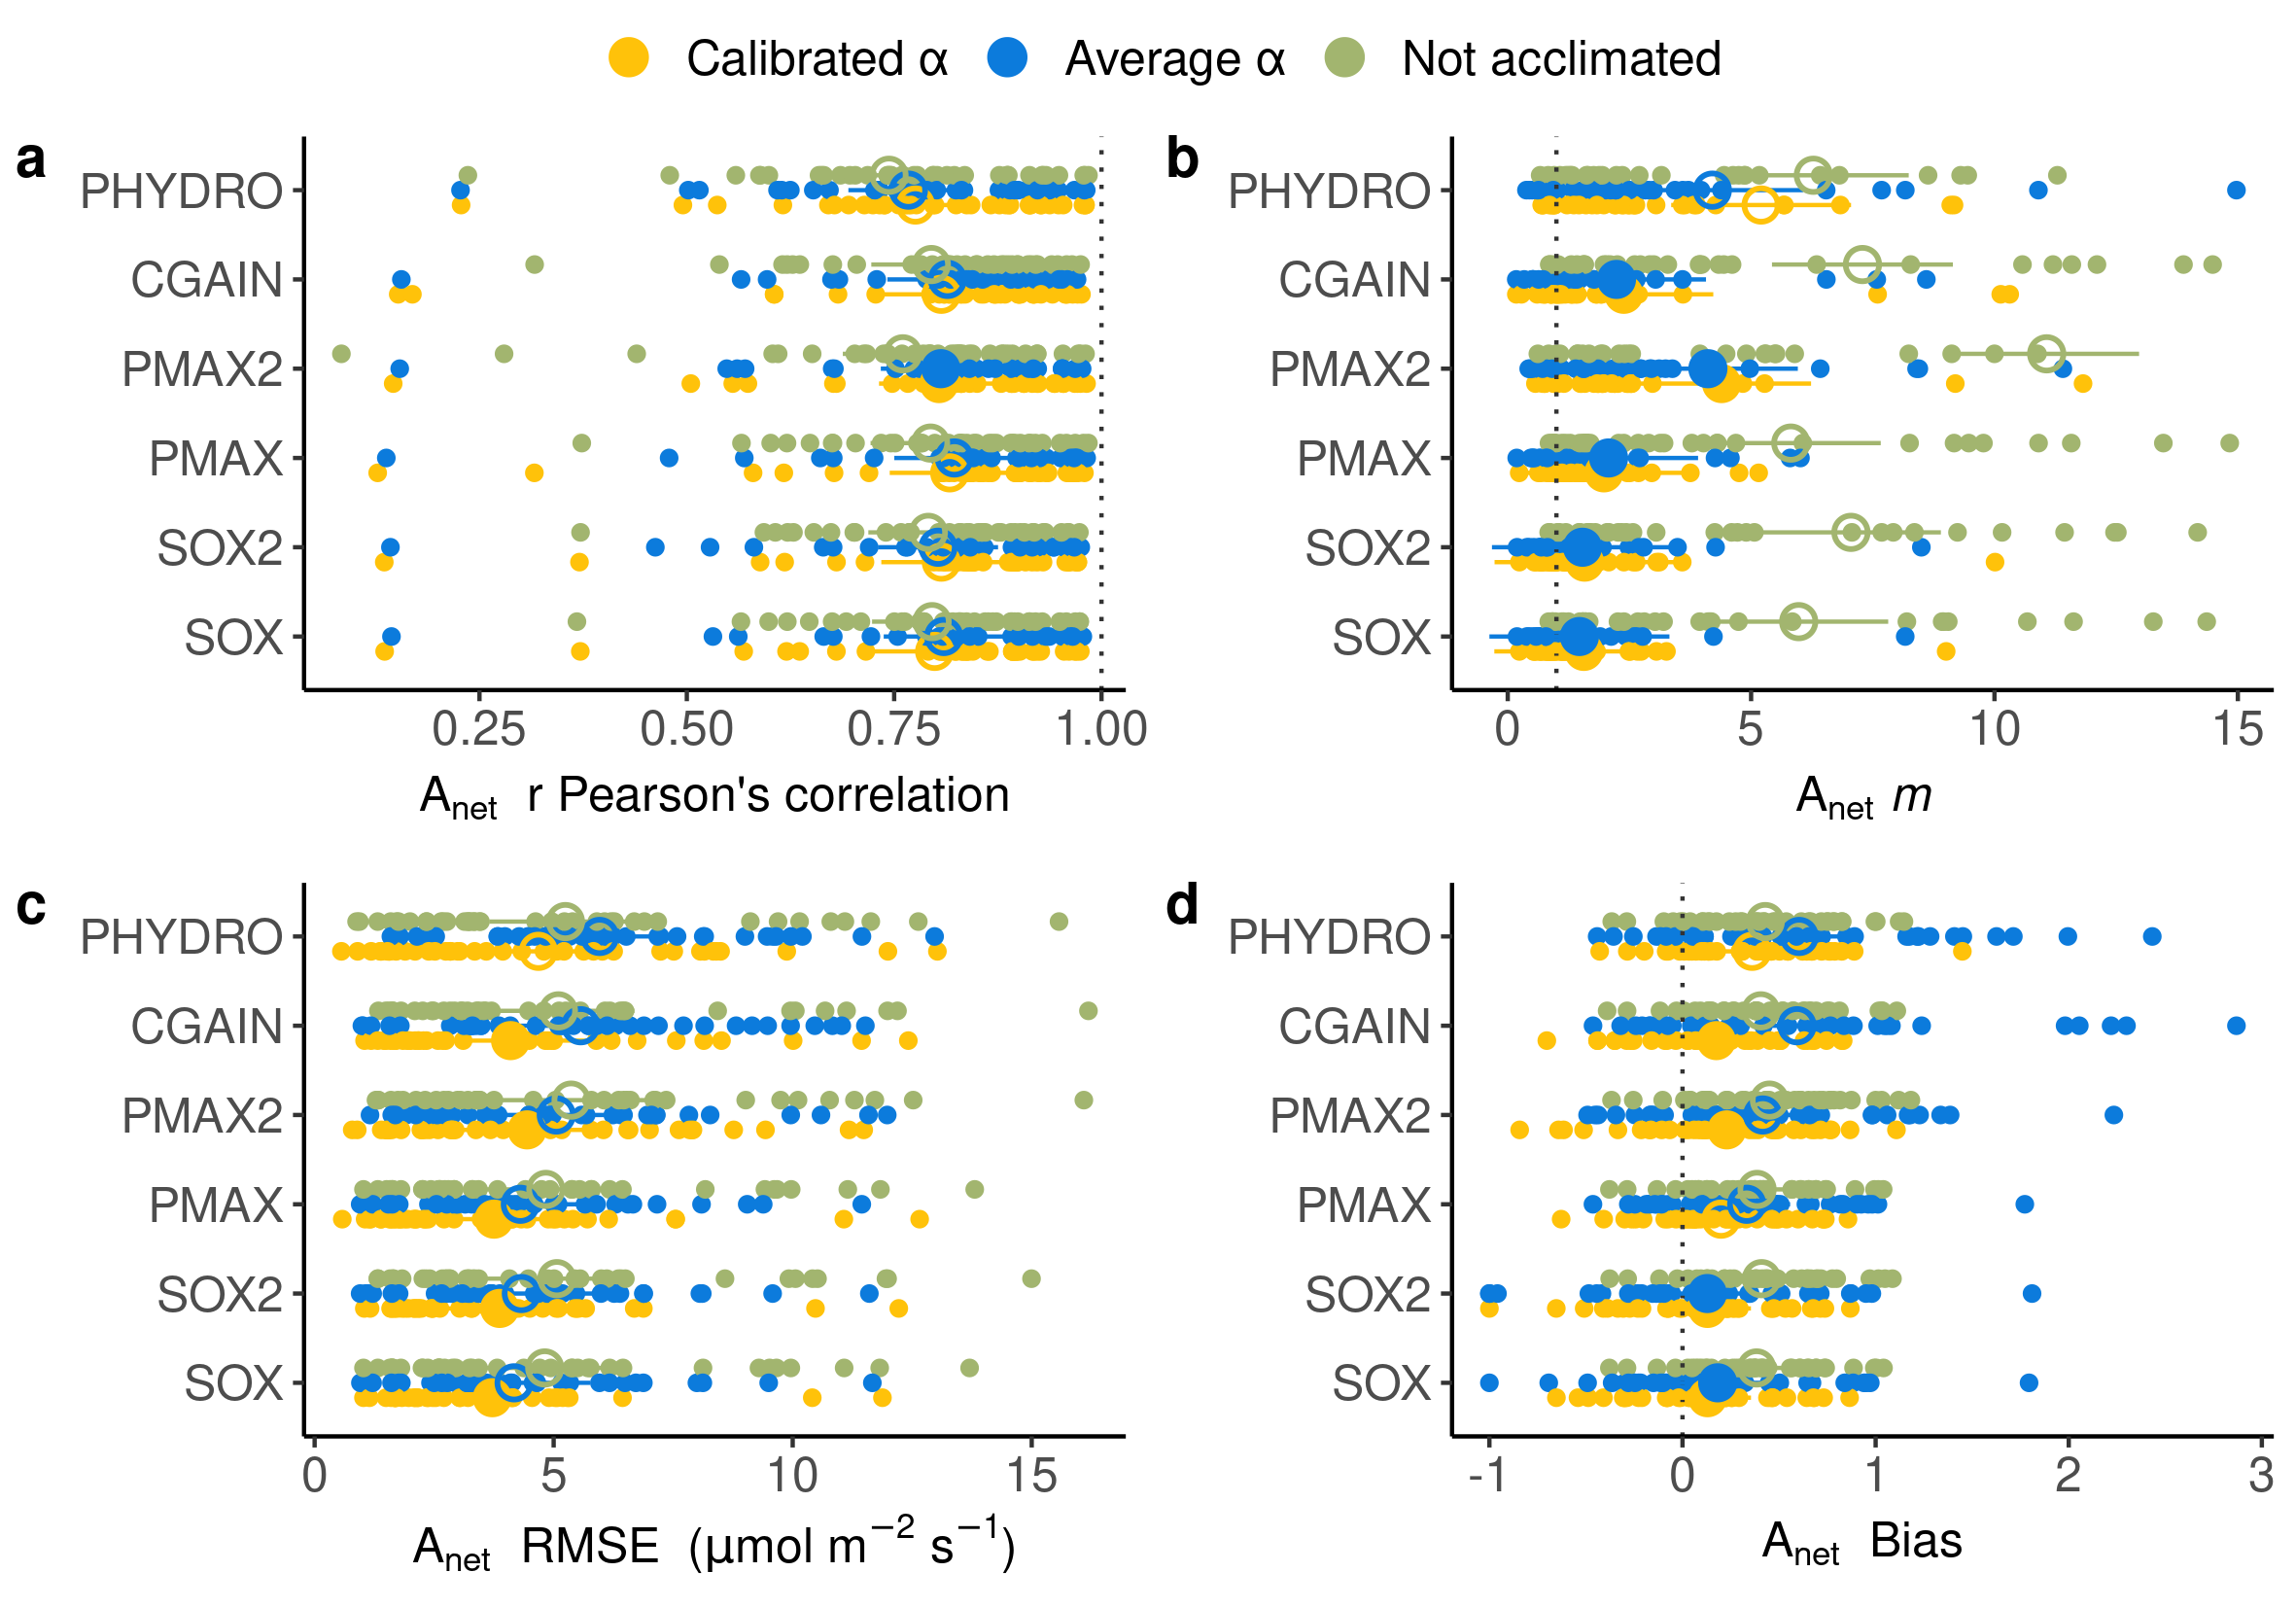 Calibrated α Average α Not acclimated
a
PHYDRO
CGAIN
PMAX2
PMAX
SOX2
SOX
0.25 0.50 0.75 1.00
Anet r Pearson's correlation
b
PHYDRO
CGAIN
PMAX2
PMAX
SOX2
SOX
0 5 10 15
Anet m
c
PHYDRO
CGAIN
PMAX2
PMAX
SOX2
SOX
0 5 10 15
Anet RMSE (μmol m−2 s−1)
d
PHYDRO
CGAIN
PMAX2
PMAX
SOX2
SOX
-1 0 1 2 3
Anet Bias